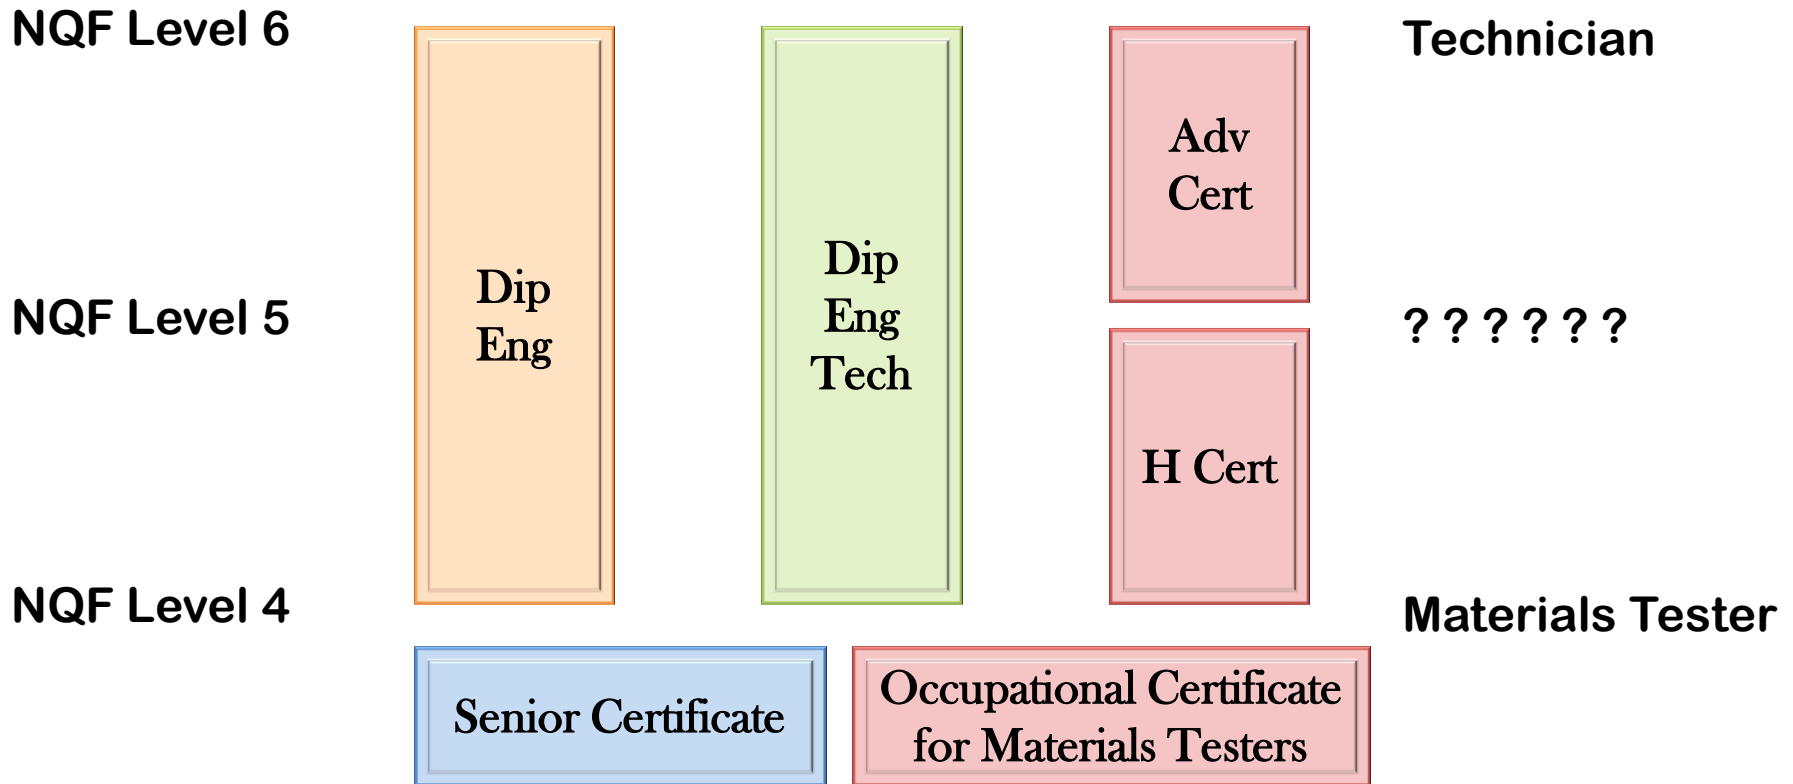 NQF Level 6
Technician
Adv
Cert
Dip
Eng
Dip
Eng
Tech
NQF Level 5
? ? ? ? ? ?
H Cert
NQF Level 4
Materials Tester
Senior Certificate
Occupational Certificate
for Materials Testers